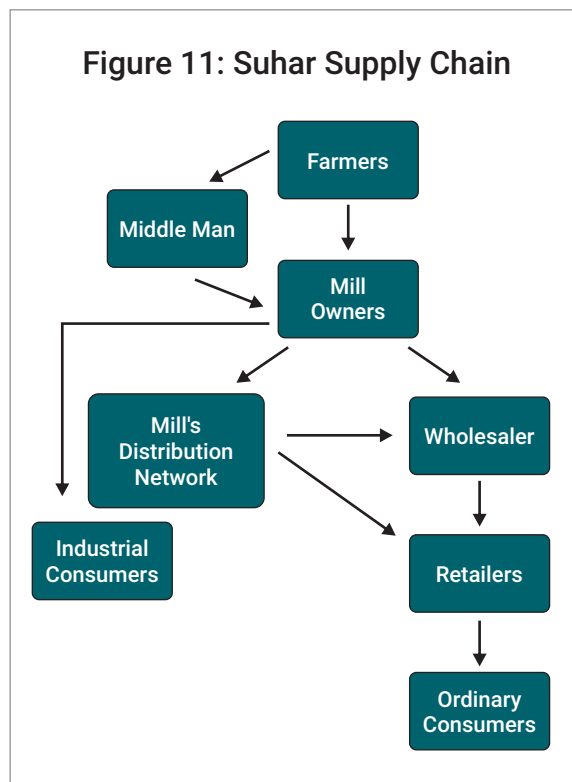 Figure 11: Suhar Supply Chain
Farmers
Middle Man
Mill
Owners
Mill's
Distribution
Network
Wholesaler
Industrial
Consumers
Retailers
Ordinary
Consumers